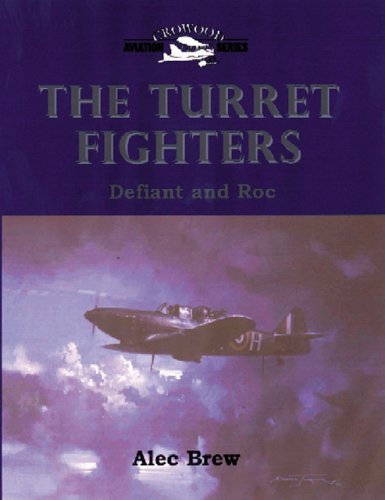 CROWOOD
AVIATION SERIES
THE TURRET
FIGHTERS
Defiant and Roc
H
Alec Brew